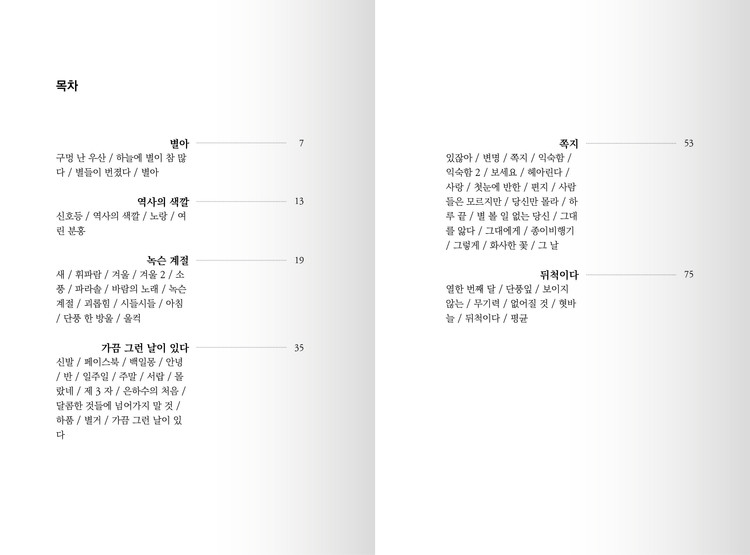 목차
별아 7
구멍 난 우산 / 하늘에 별이 참 많
다 / 별들이 번졌다 / 별아
역사의 색깔 13
신호등 / 역사의 색깔 / 노랑 / 여
린 분홍
녹슨 계절 19
새 / 휘파람 / 겨울 / 겨울 2 / 소
풍 / 파라솔 / 바람의 노래 / 녹슨
계절 / 괴롭힘 / 시들시들 / 아침
/ 단풍 한 방울 / 울컥
가끔 그런 날이 있다 35
신발 / 페이스북 / 백일몽 / 안녕
/ 반 / 일주일 / 주말 / 서랍 / 몰
랐네 / 제 3 자 / 은하수의 처음 /
달콤한 것들에 넘어가지 말 것 /
하품 / 별거 / 가끔 그런 날이 있
다
쪽지 53
있잖아 / 변명 / 쪽지 / 익숙함 /
익숙함 2 / 보세요 / 헤아린다 /
사랑 / 첫눈에 반한 / 편지 / 사람
들은 모르지만 / 당신만 몰라 / 하
루 끝 / 별 볼 일 없는 당신 / 그대
를 앓다 / 그대에게 / 종이비행기
/ 그렇게 / 화사한 꽃 / 그 날
뒤척이다 75
열한 번째 달 / 단풍잎 / 보이지
않는 / 무기력 / 없어질 것 / 혓바
늘 / 뒤척이다 / 평균